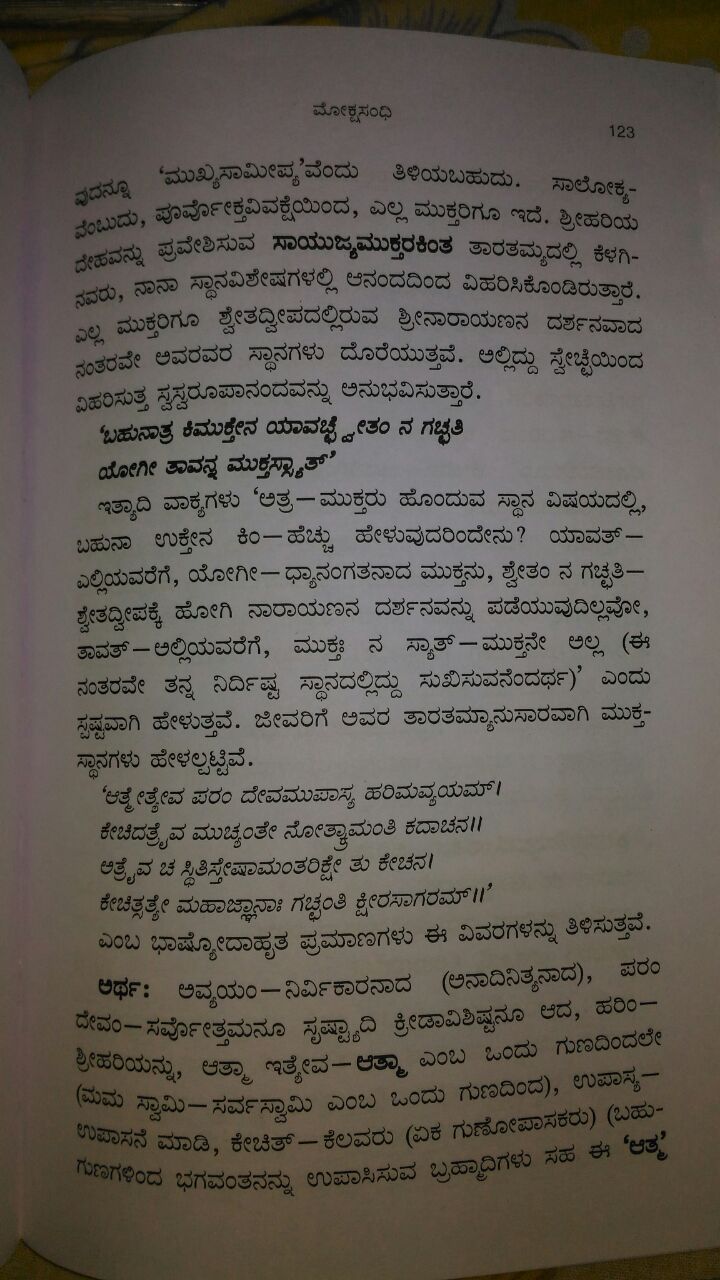 ಮೋಕ್ಷಸಂಧಿ
123
ವುದನ್ನೂ ‘ಮುಖ್ಯಸಾಮೀಪ್ಯ’ವೆಂದು ತಿಳಿಯಬಹುದು. ಸಾಲೋಕ್ಯ-
ವೆಂಬುದು, ಪೂರ್ವೋಕ್ತವಿವಕ್ಷೆಯಿಂದ, ಎಲ್ಲ ಮುಕ್ತರಿಗೂ ಇದೆ. ಶ್ರೀಹರಿಯ
ದೇಹವನ್ನು ಪ್ರವೇಶಿಸುವ ಸಾಯುಜ್ಯಮುಕ್ತರಕಿಂತ ತಾರತಮ್ಯದಲ್ಲಿ ಕೆಳಗಿ-
ನವರು, ನಾನಾ ಸ್ಥಾನವಿಶೇಷಗಳಲ್ಲಿ ಆನಂದದಿಂದ ವಿಹರಿಸಿಕೊಂಡಿರುತ್ತಾರೆ.
ಎಲ್ಲ ಮುಕ್ತರಿಗೂ ಶ್ವೇತದ್ವೀಪದಲ್ಲಿರುವ ಶ್ರೀನಾರಾಯಣನ ದರ್ಶನವಾದ
ನಂತರವೇ ಅವರವರ ಸ್ಥಾನಗಳು ದೊರೆಯುತ್ತವೆ. ಅಲ್ಲಿದ್ದು ಸ್ವೇಚ್ಛೆಯಿಂದ
ವಿಹರಿಸುತ್ತ ಸ್ವಸ್ವರೂಪಾನಂದವನ್ನು ಅನುಭವಿಸುತ್ತಾರೆ.
‘ಬಹುನಾತ್ರ ಕಿಮುಕ್ತೇನ ಯಾವಚ್ಛ್ವೇತಂ ನ ಗಚ್ಛತಿ
ಯೋಗೀ ತಾವನ್ನ ಮುಕ್ತಸ್ಸ್ಯಾತ್’
ಇತ್ಯಾದಿ ವಾಕ್ಯಗಳು ‘ಅತ್ರ—ಮುಕ್ತರು ಹೊಂದುವ ಸ್ಥಾನ ವಿಷಯದಲ್ಲಿ,
ಬಹುನಾ ಉಕ್ತೇನ ಕಿಂ—ಹೆಚ್ಚು ಹೇಳುವುದರಿಂದೇನು? ಯಾವತ್—
ಎಲ್ಲಿಯವರೆಗೆ, ಯೋಗೀ—ಧ್ಯಾನಂಗತನಾದ ಮುಕ್ತನು, ಶ್ವೇತಂ ನ ಗಚ್ಛತಿ—
ಶ್ವೇತದ್ವೀಪಕ್ಕೆ ಹೋಗಿ ನಾರಾಯಣನ ದರ್ಶನವನ್ನು ಪಡೆಯುವುದಿಲ್ಲವೋ,
ತಾವತ್—ಅಲ್ಲಿಯವರೆಗೆ, ಮುಕ್ತಃ ನ ಸ್ಯಾತ್—ಮುಕ್ತನೇ ಅಲ್ಲ (ಈ
ನಂತರವೇ ತನ್ನ ನಿರ್ದಿಷ್ಟ ಸ್ಥಾನದಲ್ಲಿದ್ದು ಸುಖಿಸುವನೆಂದರ್ಥ)’ ಎಂದು
ಸ್ಪಷ್ಟವಾಗಿ ಹೇಳುತ್ತವೆ. ಜೀವರಿಗೆ ಅವರ ತಾರತಮ್ಯಾನುಸಾರವಾಗಿ ಮುಕ್ತ-
ಸ್ಥಾನಗಳು ಹೇಳಲ್ಪಟ್ಟಿವೆ.
‘ಆತ್ಮೇತ್ಯೇವ ಪರಂ ದೇವಮುಪಾಸ್ಯ ಹರಿಮವ್ಯಯಮ್।
ಕೇಚಿದತ್ರೈವ ಮುಚ್ಯಂತೇ ನೋತ್ಕ್ರಾಮಂತಿ ಕದಾಚನ॥
ಅತ್ರೈವ ಚ ಸ್ಥಿತಿಸ್ತೇಷಾಮಂತರಿಕ್ಷೇ ತು ಕೇಚನ।
ಕೇಚಿತ್ಸತ್ಯೇ ಮಹಾಜ್ಞಾನಾಃ ಗಚ್ಛಂತಿ ಕ್ಷೀರಸಾಗರಮ್॥’
ಎಂಬ ಭಾಷ್ಯೋದಾಹೃತ ಪ್ರಮಾಣಗಳು ಈ ವಿವರಗಳನ್ನು ತಿಳಿಸುತ್ತವೆ.
ಅರ್ಥ: ಅವ್ಯಯಂ—ನಿರ್ವಿಕಾರನಾದ (ಅನಾದಿನಿತ್ಯನಾದ), ಪರಂ
ದೇವಂ—ಸರ್ವೋತ್ತಮನೂ ಸೃಷ್ಟ್ಯಾದಿ ಕ್ರೀಡಾವಿಶಿಷ್ಟನೂ ಆದ, ಹರಿಂ—
ಶ್ರೀಹರಿಯನ್ನು, ಆತ್ಮಾ ಇತ್ಯೇವ—ಆತ್ಮಾ ಎಂಬ ಒಂದು ಗುಣದಿಂದಲೇ
(ಮಮ ಸ್ವಾಮಿ—ಸರ್ವಸ್ವಾಮಿ ಎಂಬ ಒಂದು ಗುಣದಿಂದ), ಉಪಾಸ್ಯ—
ಉಪಾಸನೆ ಮಾಡಿ, ಕೇಚಿತ್—ಕೆಲವರು (ಏಕ ಗುಣೋಪಾಸಕರು) (ಬಹು-
ಗುಣಗಳಿಂದ ಭಗವಂತನನ್ನು ಉಪಾಸಿಸುವ ಬ್ರಹ್ಮಾದಿಗಳು ಸಹ ಈ ‘ಆತ್ಮ’